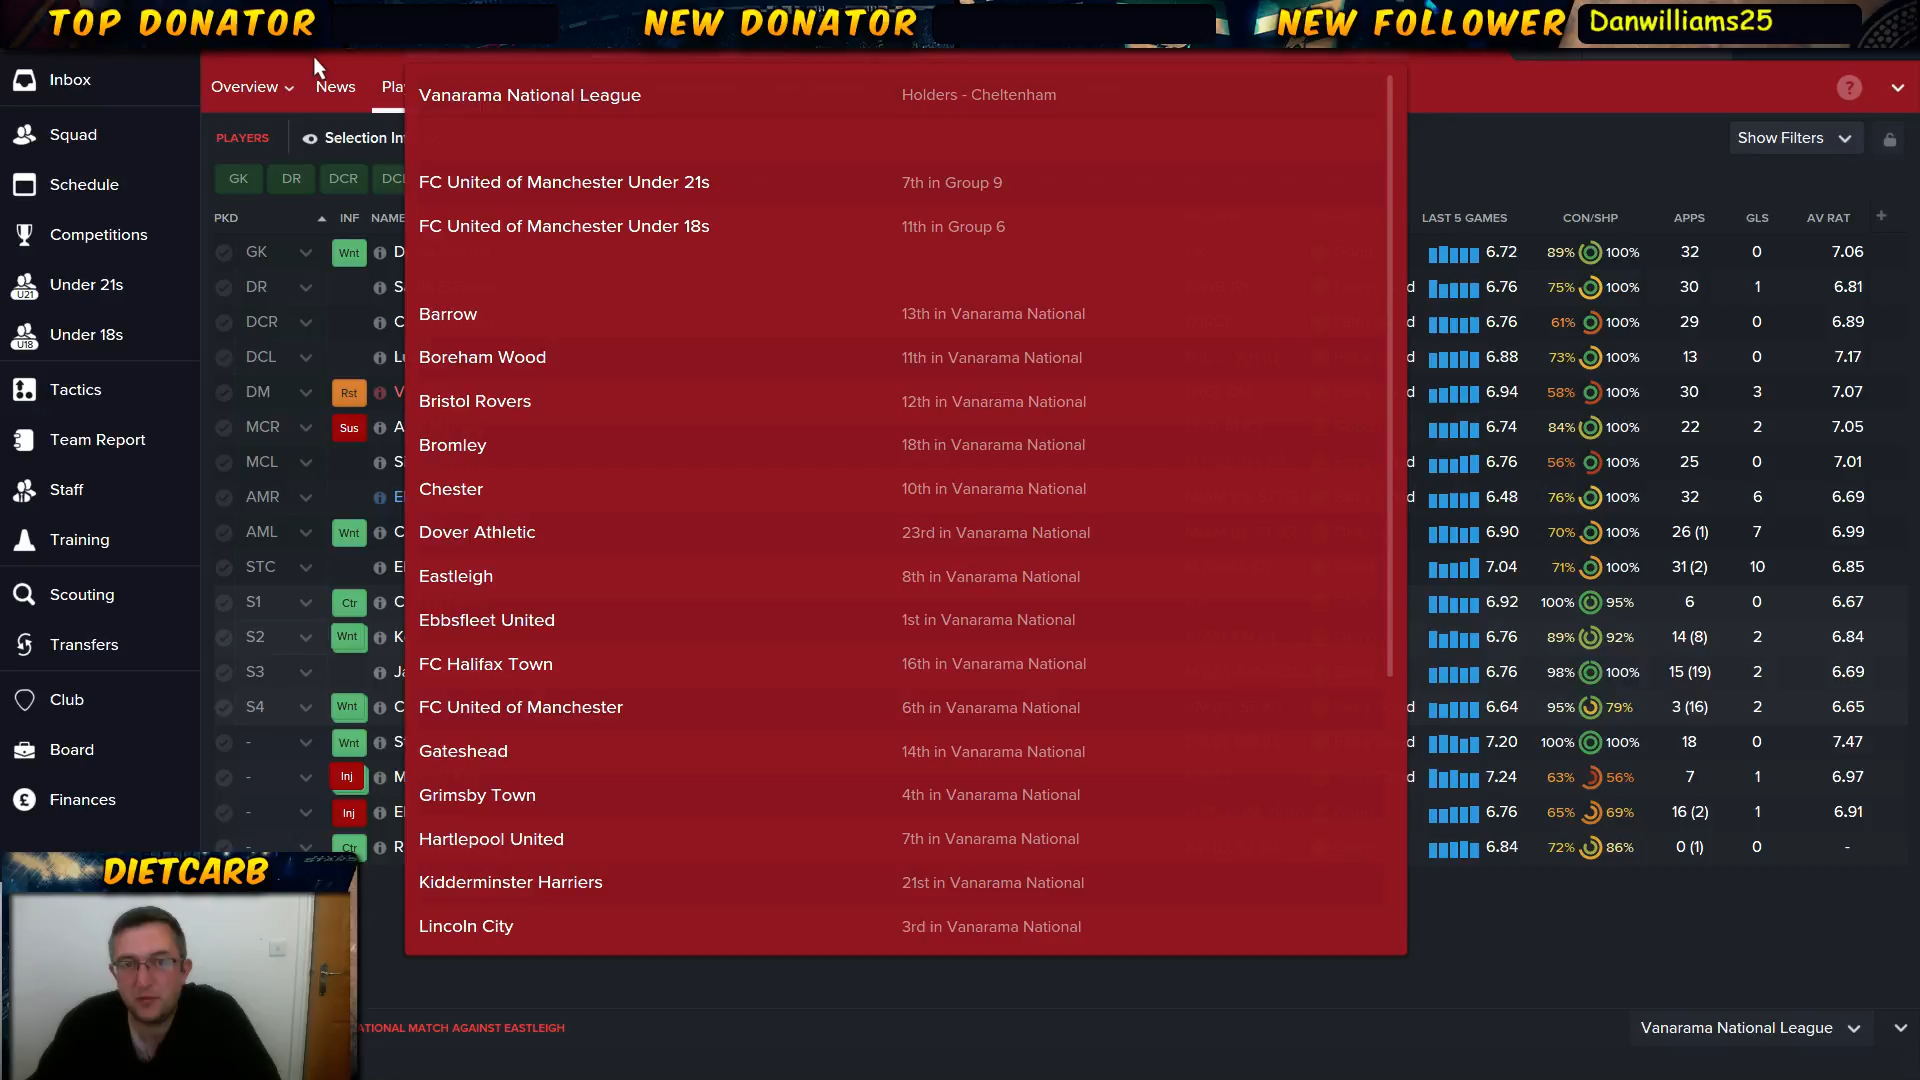 TOP DONATOR NEW DONATOR NEW FOLLOWER Danwilliams25
Inbox
Squad
Schedule
Competitions
U21 Under 21s
U18 Under 18s
Tactics
Team Report
Staff
Training
Scouting
Transfers
Club
Board
Finances
DIETCARB
Overview News Pla
PLAYERS Selection In Show Filters
GK DR DCR DCL
PKD INF NAME LAST 5 GAMES CON/SHP APPS GLS AV RAT
Vanarama National League Holders - Cheltenham
FC United of Manchester Under 21s 7th in Group 9
FC United of Manchester Under 18s 11th in Group 6
Barrow 13th in Vanarama National
Boreham Wood 11th in Vanarama National
Bristol Rovers 12th in Vanarama National
Bromley 18th in Vanarama National
Chester 10th in Vanarama National
Dover Athletic 23rd in Vanarama National
Eastleigh 8th in Vanarama National
Ebbsfleet United 1st in Vanarama National
FC Halifax Town 16th in Vanarama National
FC United of Manchester 6th in Vanarama National
Gateshead 14th in Vanarama National
Grimsby Town 4th in Vanarama National
Hartlepool United 7th in Vanarama National
Kidderminster Harriers 21st in Vanarama National
Lincoln City 3rd in Vanarama National
GK Wnt D 6.72 89% 100% 32 0 7.06
DR S 6.76 75% 100% 30 1 6.81
DCR C 6.76 61% 100% 29 0 6.89
DCL Lu 6.88 73% 100% 13 0 7.17
DM Rst V 6.94 58% 100% 30 3 7.07
MCR Sus A 6.74 84% 100% 22 2 7.05
MCL Si 6.76 56% 100% 25 0 7.01
AMR E 6.48 76% 100% 32 6 6.69
AML Wnt C 6.90 70% 100% 26 (1) 7 6.99
STC E 7.04 71% 100% 31 (2) 10 6.85
S1 Ctr C 6.92 100% 95% 6 0 6.67
S2 Wnt K 6.76 89% 92% 14 (8) 2 6.84
S3 Ja 6.76 98% 100% 15 (19) 2 6.69
S4 Wnt C 6.64 95% 79% 3 (16) 2 6.65
- Wnt S 7.20 100% 100% 18 0 7.47
- Inj M 7.24 63% 56% 7 1 6.97
- Inj E 6.76 65% 69% 16 (2) 1 6.91
- Ctr R 6.84 72% 86% 0 (1) 0 -
ATIONAL MATCH AGAINST EASTLEIGH Vanarama National League